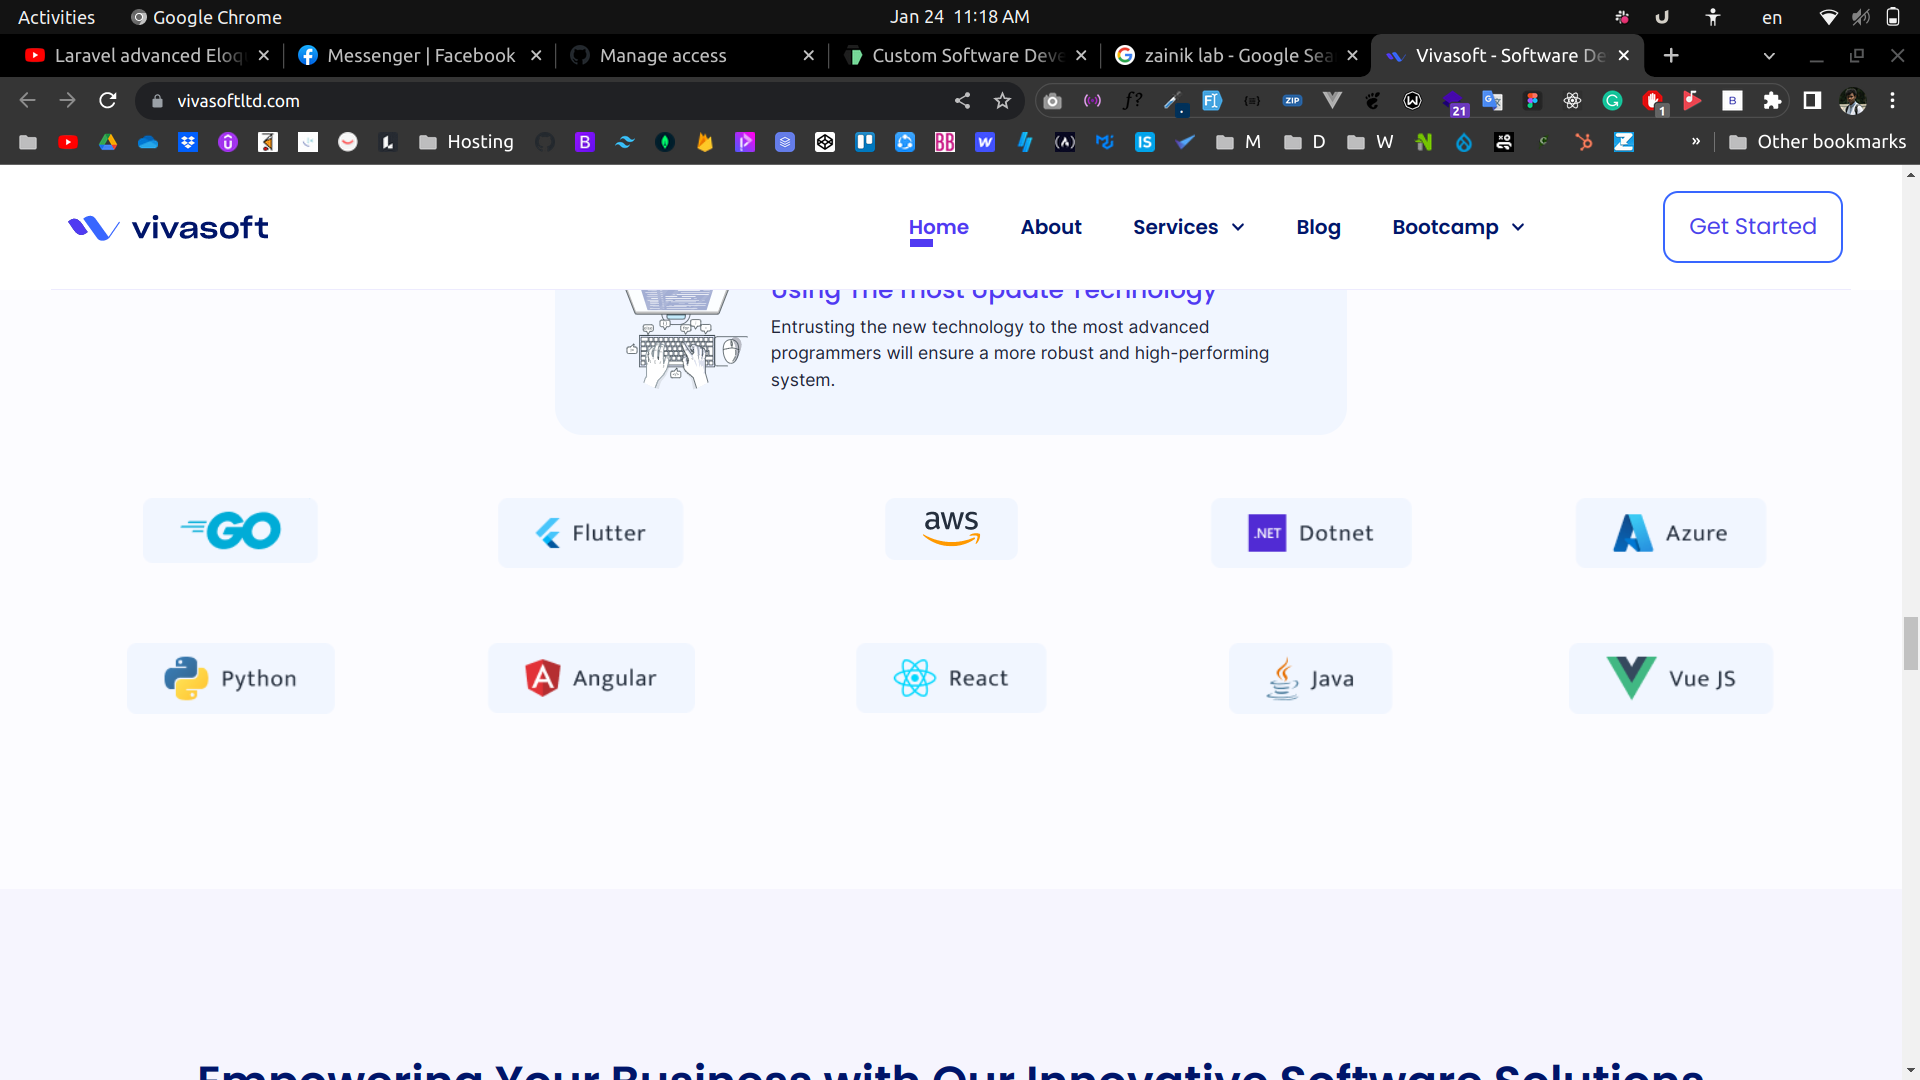 Activities
Google Chrome
Jan 24 11:18 AM
en
Laravel advanced Eloq
Messenger | Facebook
Manage access
Custom Software Deve
zainik lab - Google Sea
Vivasoft - Software De
vivasoftltd.com
21
1
Hosting
M
D
W
»
Other bookmarks
vivasoft
Home
About
Services
Blog
Bootcamp
Get Started
Using The most Update Technology
Entrusting the new technology to the most advanced
programmers will ensure a more robust and high-performing
system.
GO
Flutter
aws
.NET Dotnet
Azure
Python
Angular
React
Java
Vue JS
Empowering Your Business with Our Innovative Software Solutions